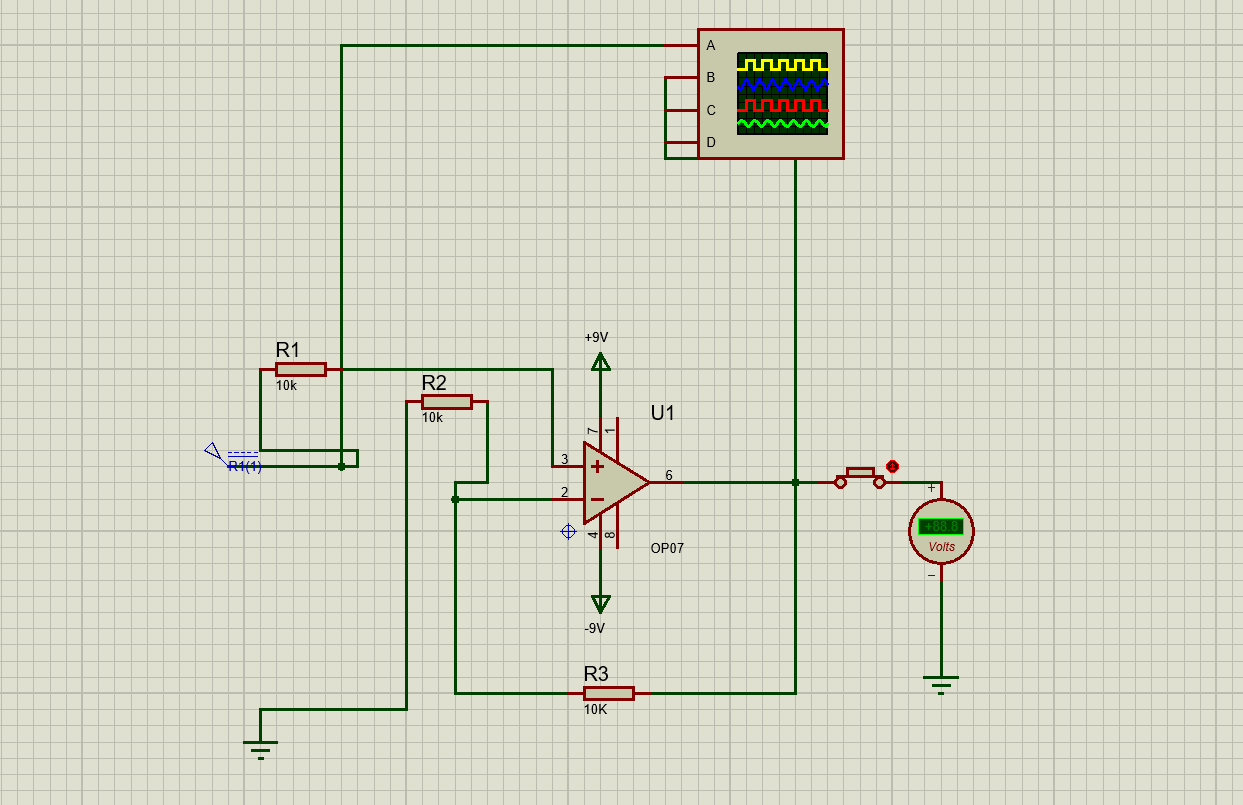 A
B
C
D
+9V
R1
10k
R2
10k
U1
7
1
R1(1)
3
6
2
+
+88.8
Volts
4
8
OP07
−
-9V
R3
10K